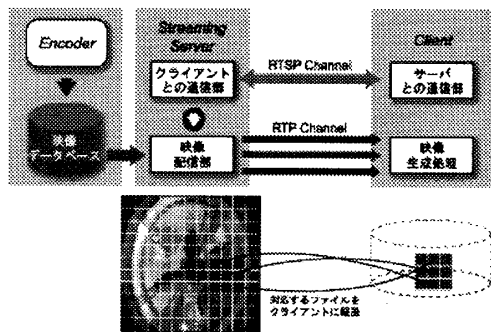 Encoder
Streaming
Server
Client
クライアント
との通信部
RTSP Channel
サーバ
との通信部
映像
データベース
映像
配信部
RTP Channel
映像
生成処理
対応するファイルを
クライアントに転送